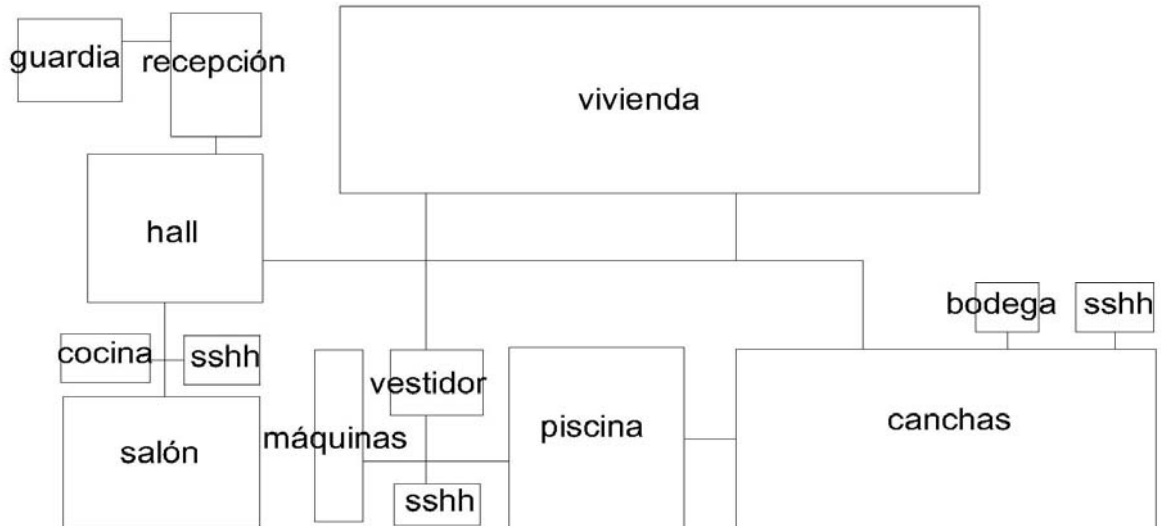 guardia
recepción
vivienda
hall
bodega
sshh
cocina
sshh
vestidor
máquinas
piscina
canchas
salón
sshh